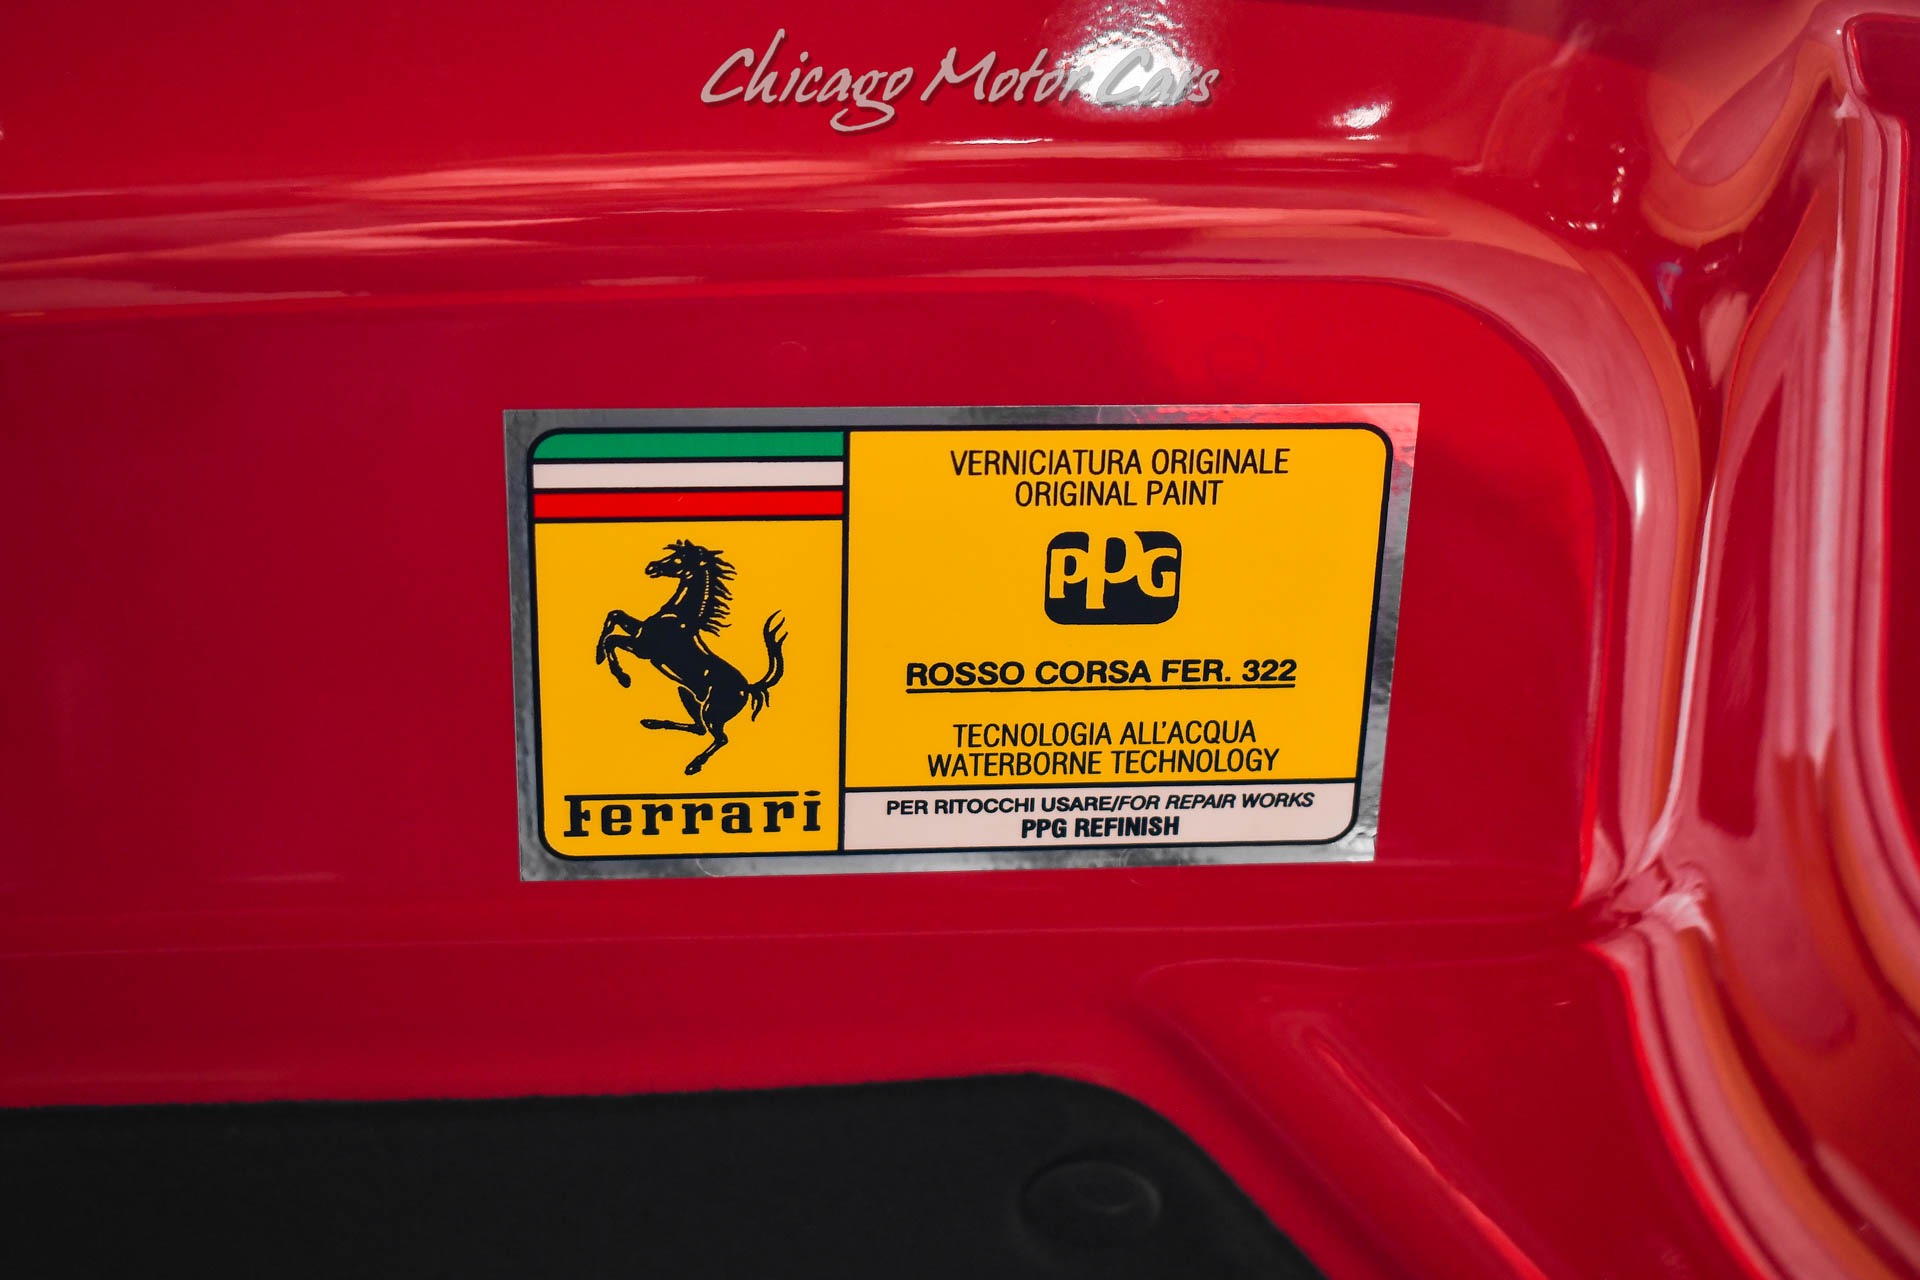 Chicago Motor Cars
VERNICIATURA ORIGINALE
ORIGINAL PAINT
PPG
ROSSO CORSA FER. 322
TECNOLOGIA ALL'ACQUA
WATERBORNE TECHNOLOGY
PER RITOCCHI USARE/FOR REPAIR WORKS
PPG REFINISH
Ferrari